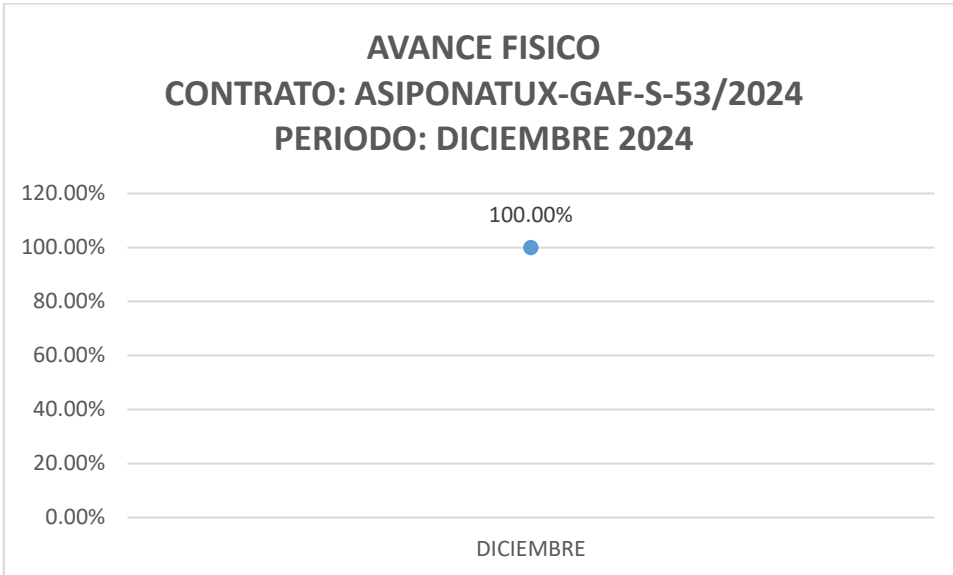 AVANCE FISICO
CONTRATO: ASIPONATUX-GAF-S-53/2024
PERIODO: DICIEMBRE 2024
120.00%
100.00%
100.00%
80.00%
60.00%
40.00%
20.00%
0.00%
DICIEMBRE